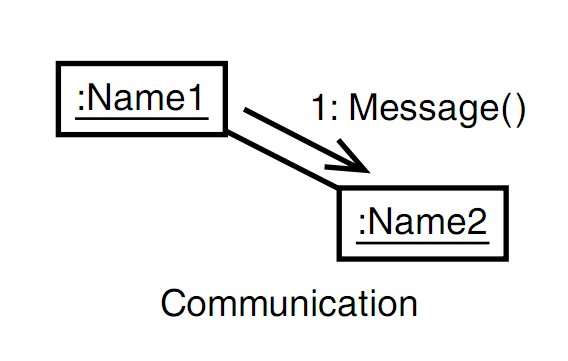 :Name1
1: Message()
:Name2
Communication